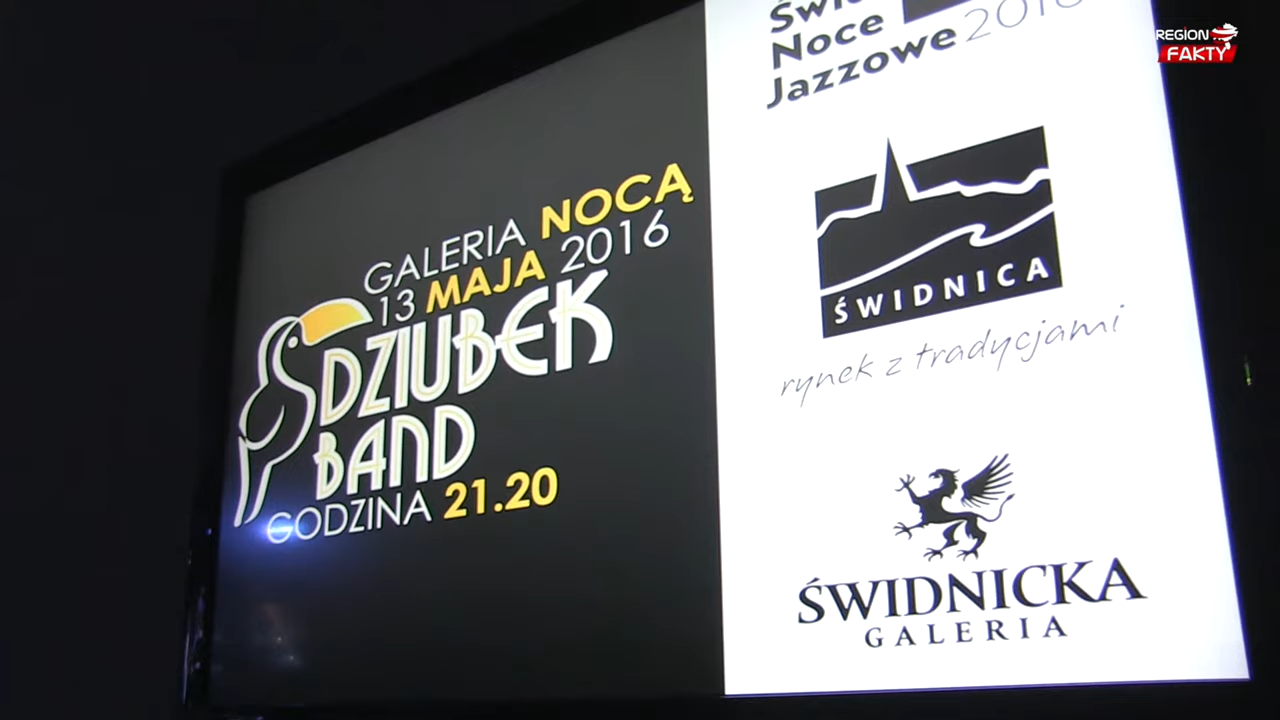 GALERIA NOCĄ
13 MAJA 2016
DZIUBEK
BAND
GODZINA 21.20
Noce
Jazzowe 2016
ŚWIDNICA
rynek z tradycjami
ŚWIDNICKA
GALERIA
REGION
FAKTY